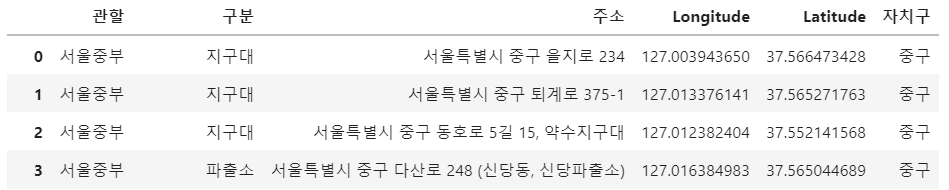 관할 구분 주소 Longitude Latitude 자치구
0 서울중부 지구대 서울특별시 중구 을지로 234 127.003943650 37.566473428 중구
1 서울중부 지구대 서울특별시 중구 퇴계로 375-1 127.013376141 37.565271763 중구
2 서울중부 지구대 서울특별시 중구 동호로 5길 15, 약수지구대 127.012382404 37.552141568 중구
3 서울중부 파출소 서울특별시 중구 다산로 248 (신당동, 신당파출소) 127.016384983 37.565044689 중구